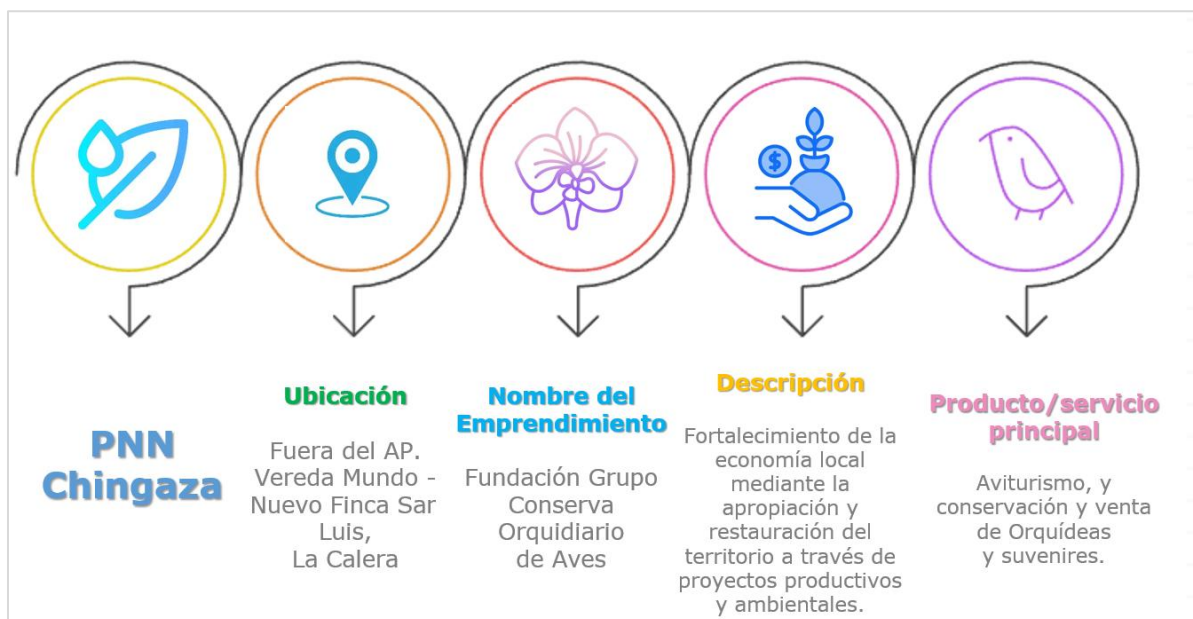 PNN
Chingaza
Ubicación
Fuera del AP.
Vereda Mundo -
Nuevo Finca Sar
Luis,
La Calera
Nombre del
Emprendimiento
Fundación Grupo
Conserva
Orquidiario
de Aves
Descripción
Fortalecimiento de la
economía local
mediante la
apropiación y
restauración del
territorio a través de
proyectos productivos
y ambientales.
Producto/servicio
principal
Aviturismo, y
conservación y venta
de Orquídeas
y suvenires.
$